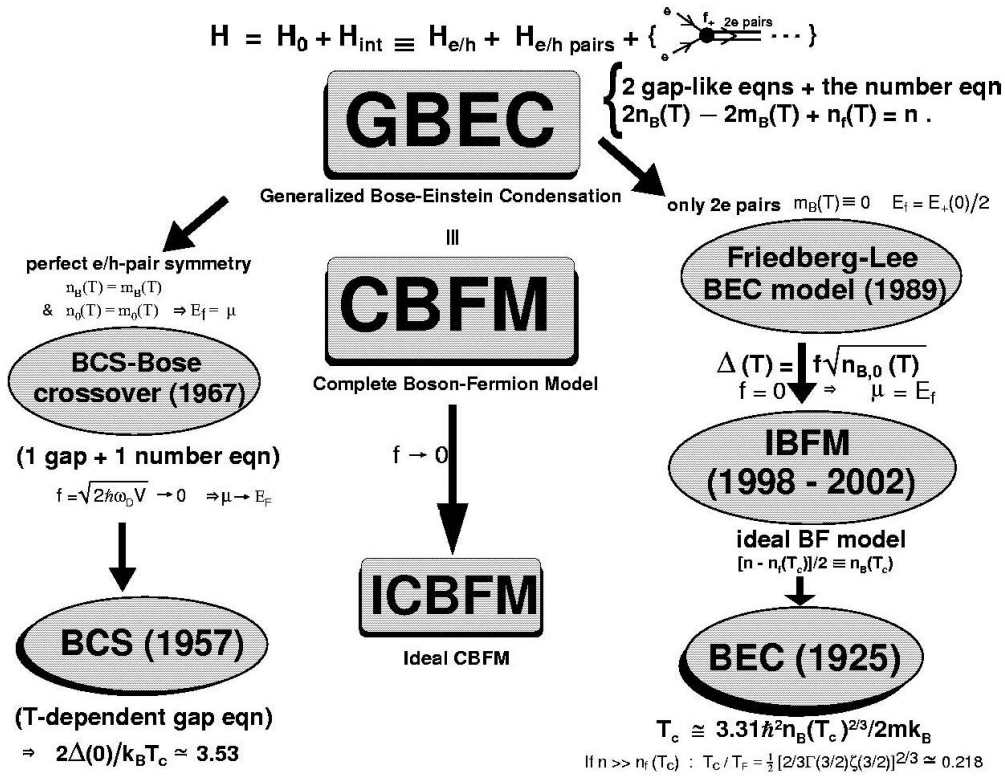 H = H₀ + H_int ≡ H_e/h + H_e/h pairs + { e e f₊ 2e pairs · · · }
GBEC
{ 2 gap-like eqns + the number eqn
2n_B(T) − 2m_B(T) + n_f(T) = n .
Generalized Bose-Einstein Condensation
≡
CBFM
Complete Boson-Fermion Model
f → 0
ICBFM
Ideal CBFM
perfect e/h-pair symmetry
n_B(T) = m_B(T)
& n₀(T) = m₀(T) ⇒ E_f = μ
BCS-Bose
crossover (1967)
(1 gap + 1 number eqn)
f = √2ħω_D V → 0 ⇒ μ → E_F
BCS (1957)
(T-dependent gap eqn)
⇒ 2Δ(0)/k_B T_c ≃ 3.53
only 2e pairs m_B(T) ≡ 0 E_f = E₊(0)/2
Friedberg-Lee
BEC model (1989)
Δ(T) = f√n_B,0 (T)
f = 0 ⇒ μ = E_f
IBFM
(1998 - 2002)
ideal BF model
[n - n_f(T_c)]/2 ≡ n_B(T_c)
BEC (1925)
T_c ≅ 3.31ħ²n_B(T_c)^2/3/2mk_B
If n >> n_f (T_c) : T_c / T_F = ½ [2/3Γ(3/2)ζ(3/2)]^2/3 ≃ 0.218